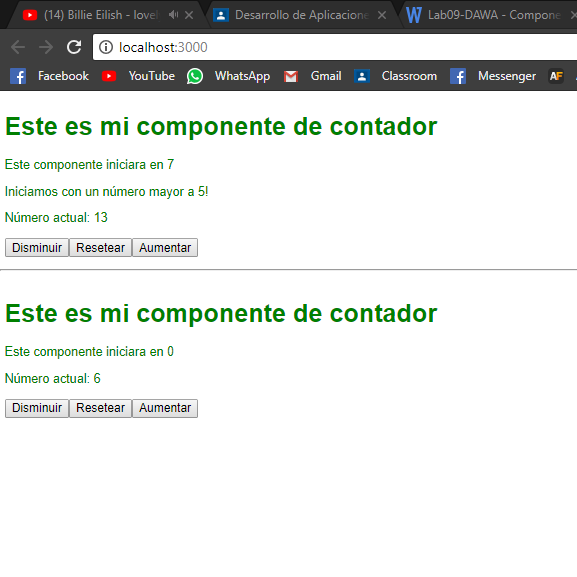 (14) Billie Eilish - lovel
Desarrollo de Aplicacione
Lab09-DAWA - Compone
localhost:3000
Facebook YouTube WhatsApp Gmail Classroom Messenger AF
Este es mi componente de contador
Este componente iniciara en 7
Iniciamos con un número mayor a 5!
Número actual: 13
Disminuir Resetear Aumentar
Este es mi componente de contador
Este componente iniciara en 0
Número actual: 6
Disminuir Resetear Aumentar